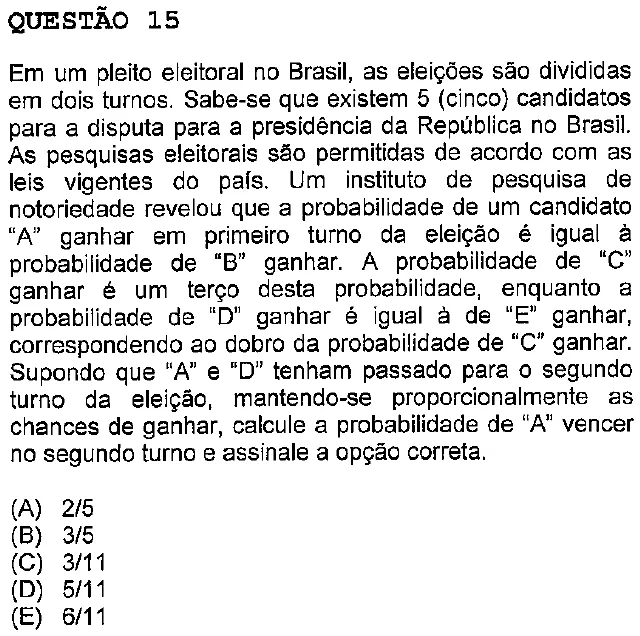 QUESTÃO 15
Em um pleito eleitoral no Brasil, as eleições são divididas
em dois turnos. Sabe-se que existem 5 (cinco) candidatos
para a disputa para a presidência da República no Brasil.
As pesquisas eleitorais são permitidas de acordo com as
leis vigentes do país. Um instituto de pesquisa de
notoriedade revelou que a probabilidade de um candidato
"A" ganhar em primeiro turno da eleição é igual à
probabilidade de "B" ganhar. A probabilidade de "C"
ganhar é um terço desta probabilidade, enquanto a
probabilidade de "D" ganhar é igual à de "E" ganhar,
correspondendo ao dobro da probabilidade de "C" ganhar.
Supondo que "A" e "D" tenham passado para o segundo
turno da eleição, mantendo-se proporcionalmente as
chances de ganhar, calcule a probabilidade de "A" vencer
no segundo turno e assinale a opção correta.
(A) 2/5
(B) 3/5
(C) 3/11
(D) 5/11
(E) 6/11